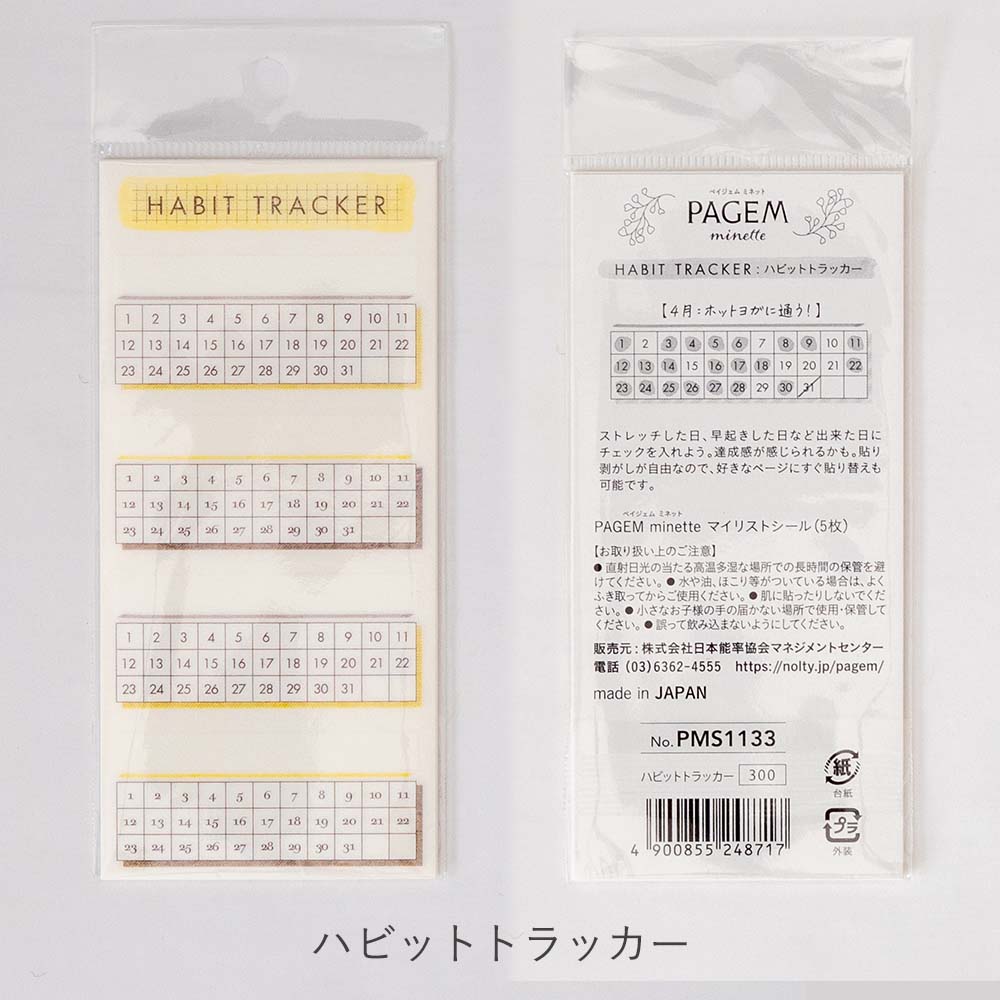 HABIT TRACKER
1 2 3 4 5 6 7 8 9 10 11
12 13 14 15 16 17 18 19 20 21 22
23 24 25 26 27 28 29 30 31
1 2 3 4 5 6 7 8 9 10 11
12 13 14 15 16 17 18 19 20 21 22
23 24 25 26 27 28 29 30 31
1 2 3 4 5 6 7 8 9 10 11
12 13 14 15 16 17 18 19 20 21 22
23 24 25 26 27 28 29 30 31
1 2 3 4 5 6 7 8 9 10 11
12 13 14 15 16 17 18 19 20 21 22
23 24 25 26 27 28 29 30 31
ペイジェム ミネット
PAGEM
minette
HABIT TRACKER：ハビットトラッカー
【4月：ホットヨガに通う！】
1 2 3 4 5 6 7 8 9 10 11
12 13 14 15 16 17 18 19 20 21 22
23 24 25 26 27 28 29 30 31
ストレッチした日、早起きした日など出来た日に
チェックを入れよう。達成感が感じられるかも。貼り
剥がしが自由なので、好きなページにすぐ貼り替えも
可能です。
ペイジェム ミネット
PAGEM minette マイリストシール（5枚）
【お取り扱い上のご注意】
● 直射日光の当たる高温多湿な場所での長時間の保管を避
けてください。● 水や油、ほこり等がついている場合は、よく
ふき取ってからご使用ください。● 肌に貼ったりしないでくだ
さい。● 小さなお子様の手の届かない場所で使用・保管して
ください。● 誤って飲み込まないようにしてください。
販売元：株式会社日本能率協会マネジメントセンター
電話 (03)6362-4555 https://nolty.jp/pagem/
made in JAPAN
No. PMS1133
ハビットトラッカー 300
4 900855 248717
紙
台紙
プラ
外装
ハビットトラッカー